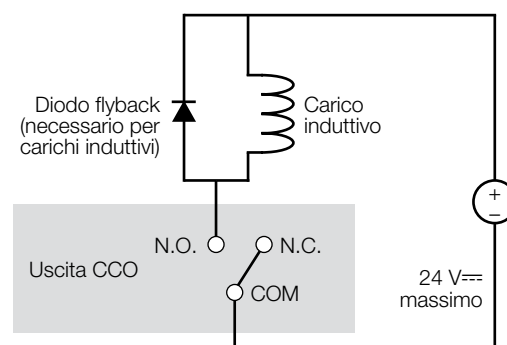 Diodo flyback
(necessario per
carichi induttivi)
Carico
induttivo
+
−
N.O.
N.C.
Uscita CCO
COM
24 V⎓
massimo